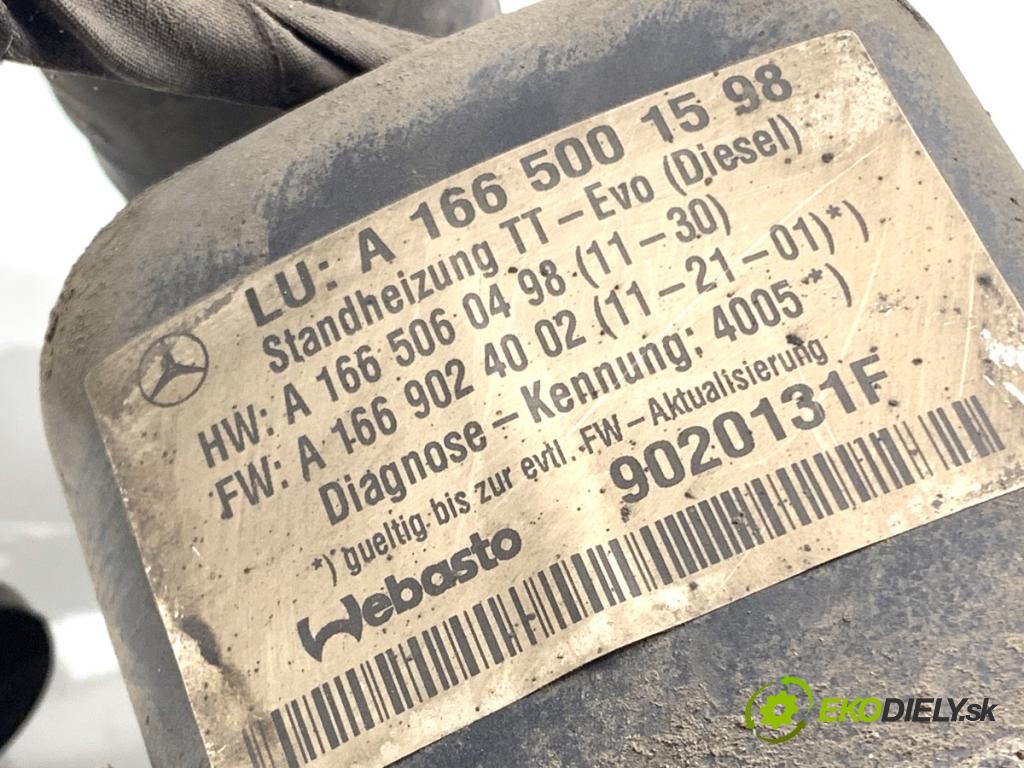 LU: A 166 500 15 98
Standheizung TT-Evo (Diesel)
HW: A 166 506 04 98 (11-30)
FW: A 166 902 40 02 (11-21-01)*)
Diagnose-Kennung: 4005*)
*) gueltig bis zur evtl. FW-Aktualisierung
Webasto 9020131F
EKODIELY.sk